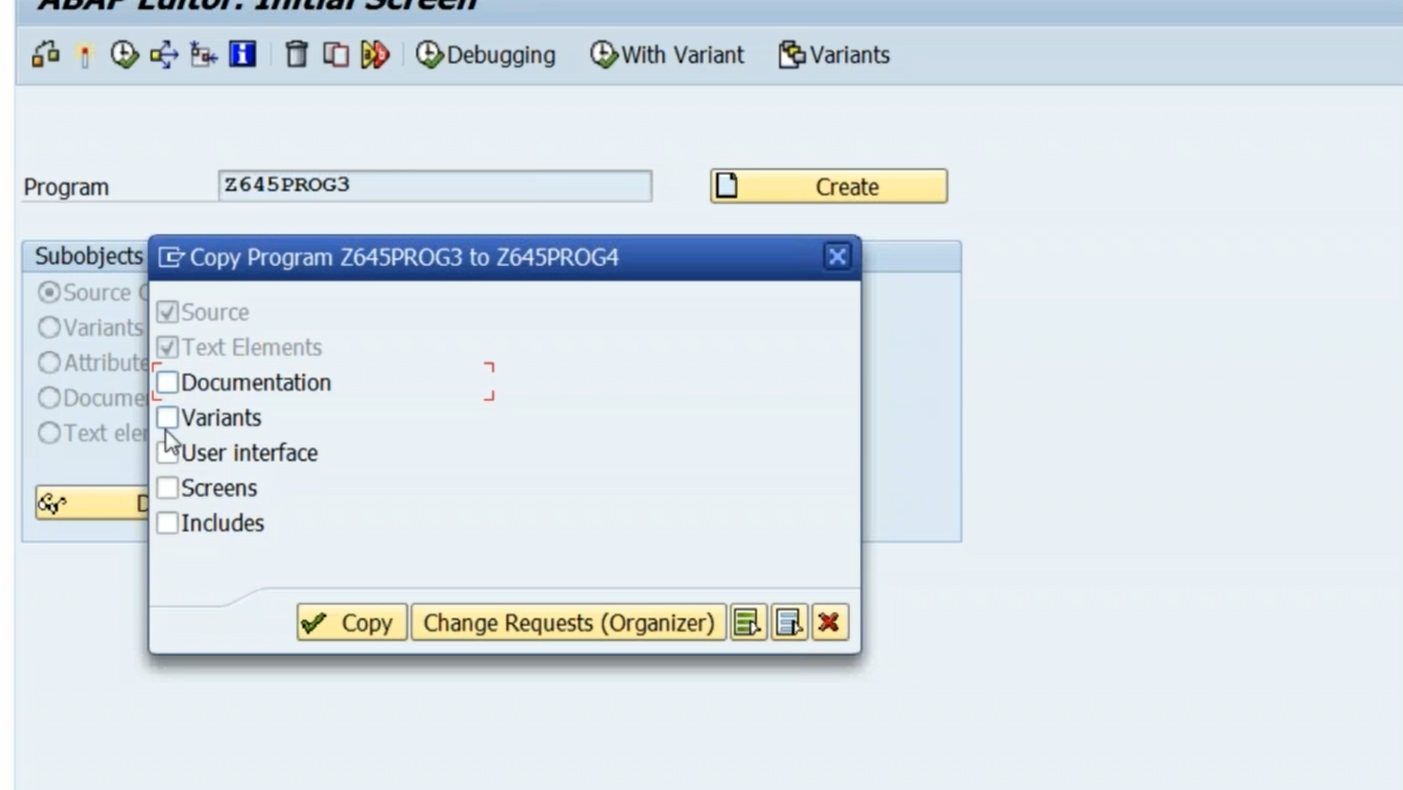 ABAP Editor: Initial Screen
Debugging With Variant Variants
Program Z645PROG3 Create
Subobjects
Copy Program Z645PROG3 to Z645PROG4
Source
Variants
Attribute
Docume
Text eler
D
Source
Text Elements
Documentation
Variants
User interface
Screens
Includes
Copy Change Requests (Organizer)